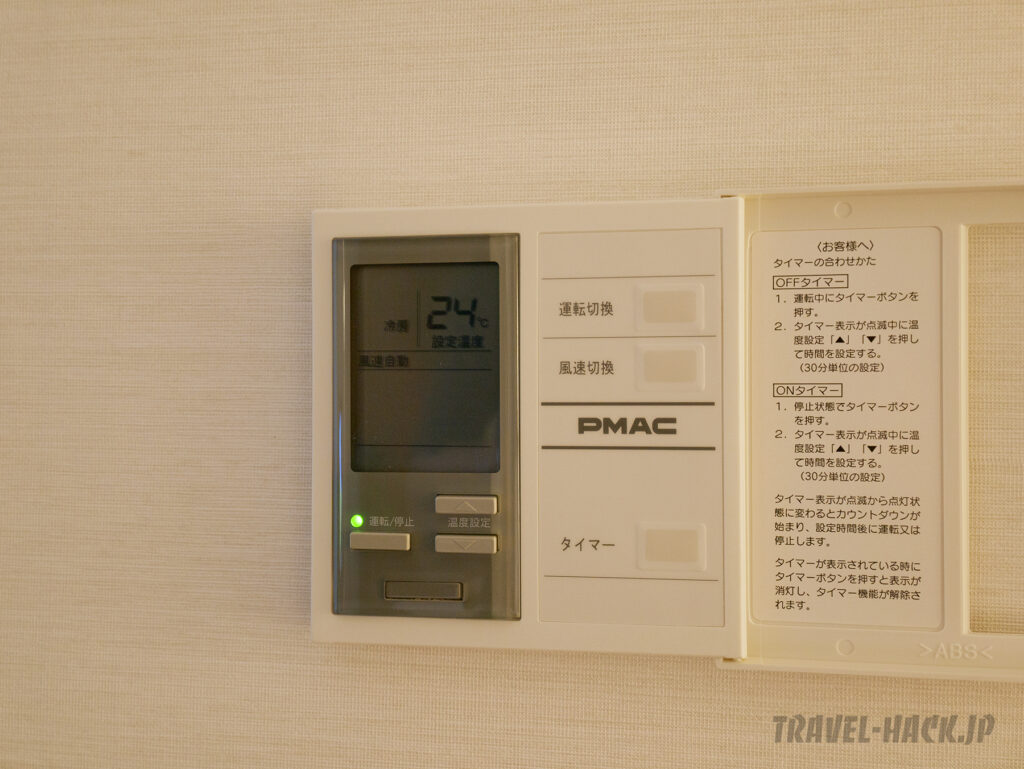 冷暖
24℃
設定温度
風速自動
運転/停止
温度設定
運転切換
風速切換
PMAC
タイマー
〈お客様へ〉
タイマーの合わせかた
OFFタイマー
1. 運転中にタイマーボタンを
押す。
2. タイマー表示が点滅中に温
度設定「▲」「▼」を押し
て時間を設定する。
(30分単位の設定)
ONタイマー
1. 停止状態でタイマーボタン
を押す。
2. タイマー表示が点滅中に温
度設定「▲」「▼」を押し
て時間を設定する。
(30分単位の設定)
タイマー表示が点滅から点灯状
態に変わるとカウントダウンが
始まり、設定時間後に運転又は
停止します。
タイマーが表示されている時に
タイマーボタンを押すと表示が
消灯し、タイマー機能が解除さ
れます。
>ABS<
TRAVEL-HACK.JP